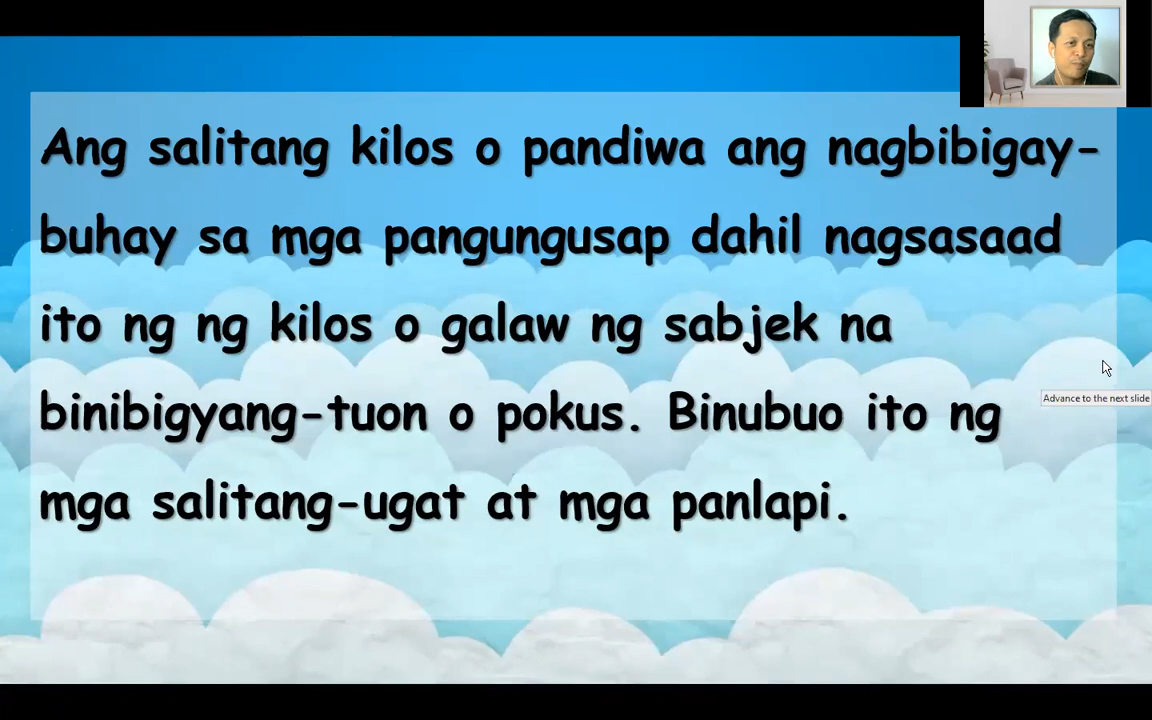 Ang salitang kilos o pandiwa ang nagbibigay-
buhay sa mga pangungusap dahil nagsasaad
ito ng ng kilos o galaw ng sabjek na
binibigyang-tuon o pokus. Binubuo ito ng
mga salitang-ugat at mga panlapi.
Advance to the next slide